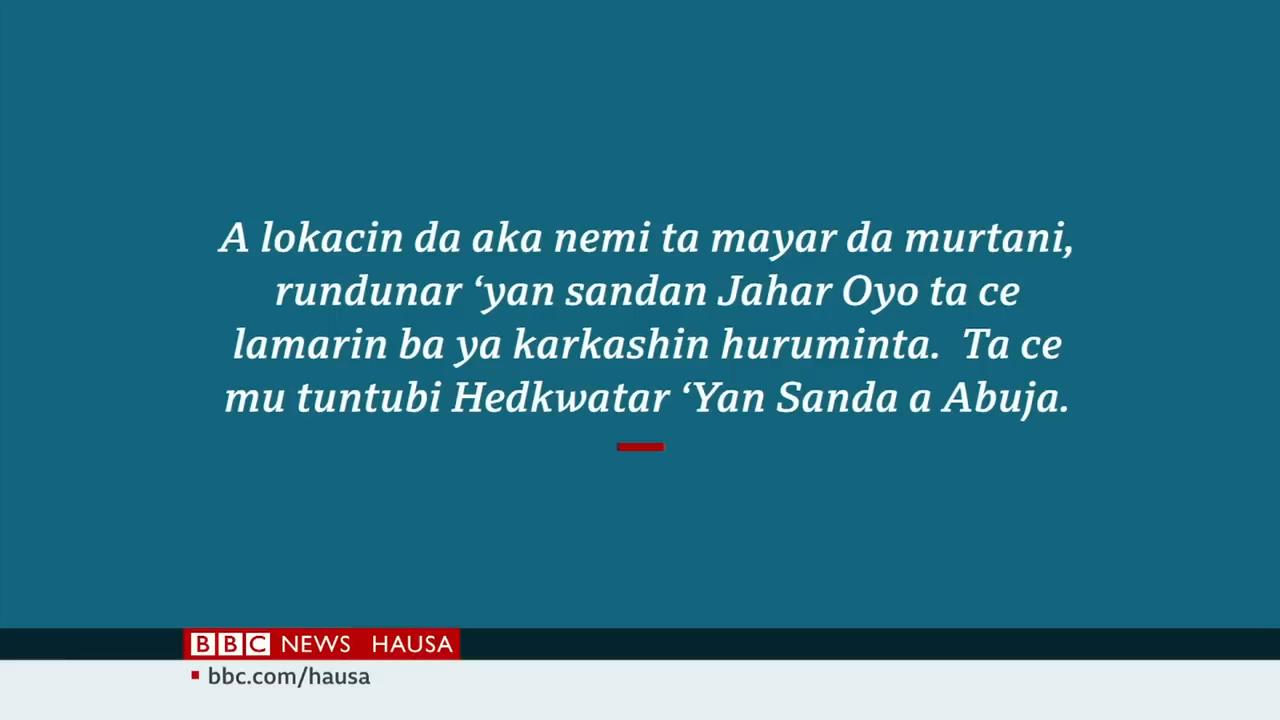 A lokacin da aka nemi ta mayar da murtani,
rundunar ‘yan sandan Jahar Oyo ta ce
lamarin ba ya karkashin huruminta.  Ta ce
mu tuntubi Hedkwatar ‘Yan Sanda a Abuja.
BBC NEWS HAUSA
bbc.com/hausa